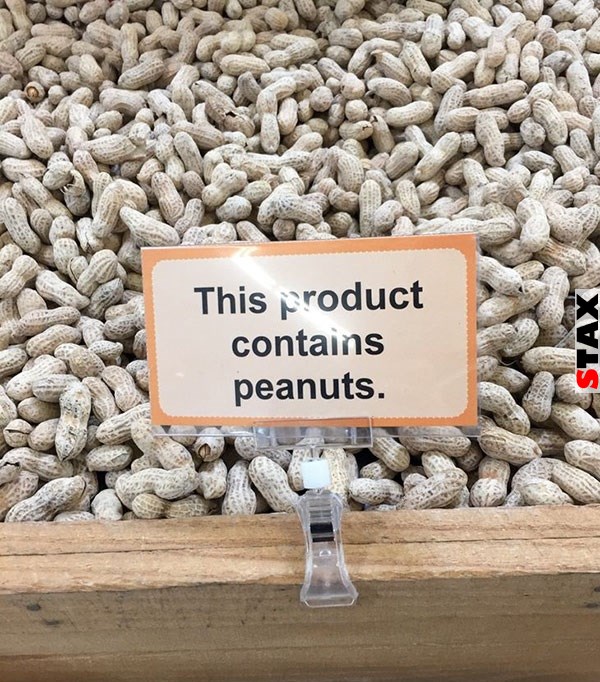 This product
contains
peanuts.
STAX